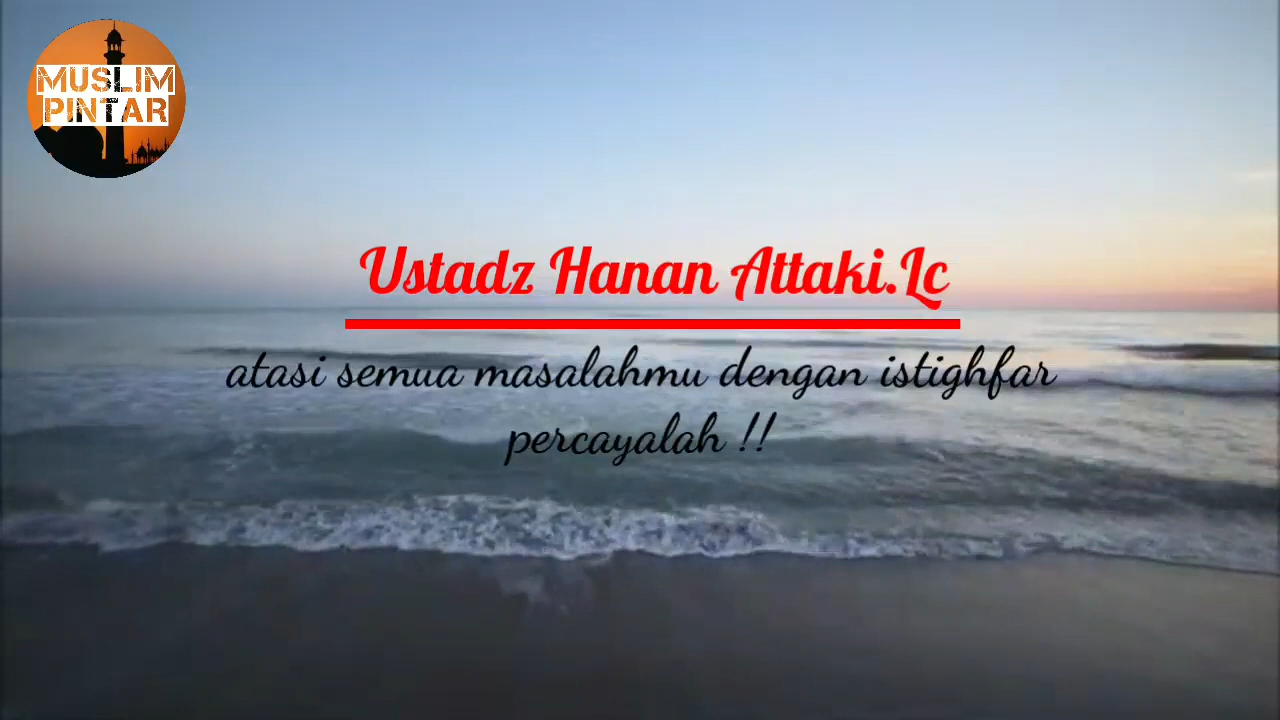 MUSLIM
PINTAR
Ustadz Hanan Attaki.Lc
atasi semua masalahmu dengan istighfar
percayalah !!